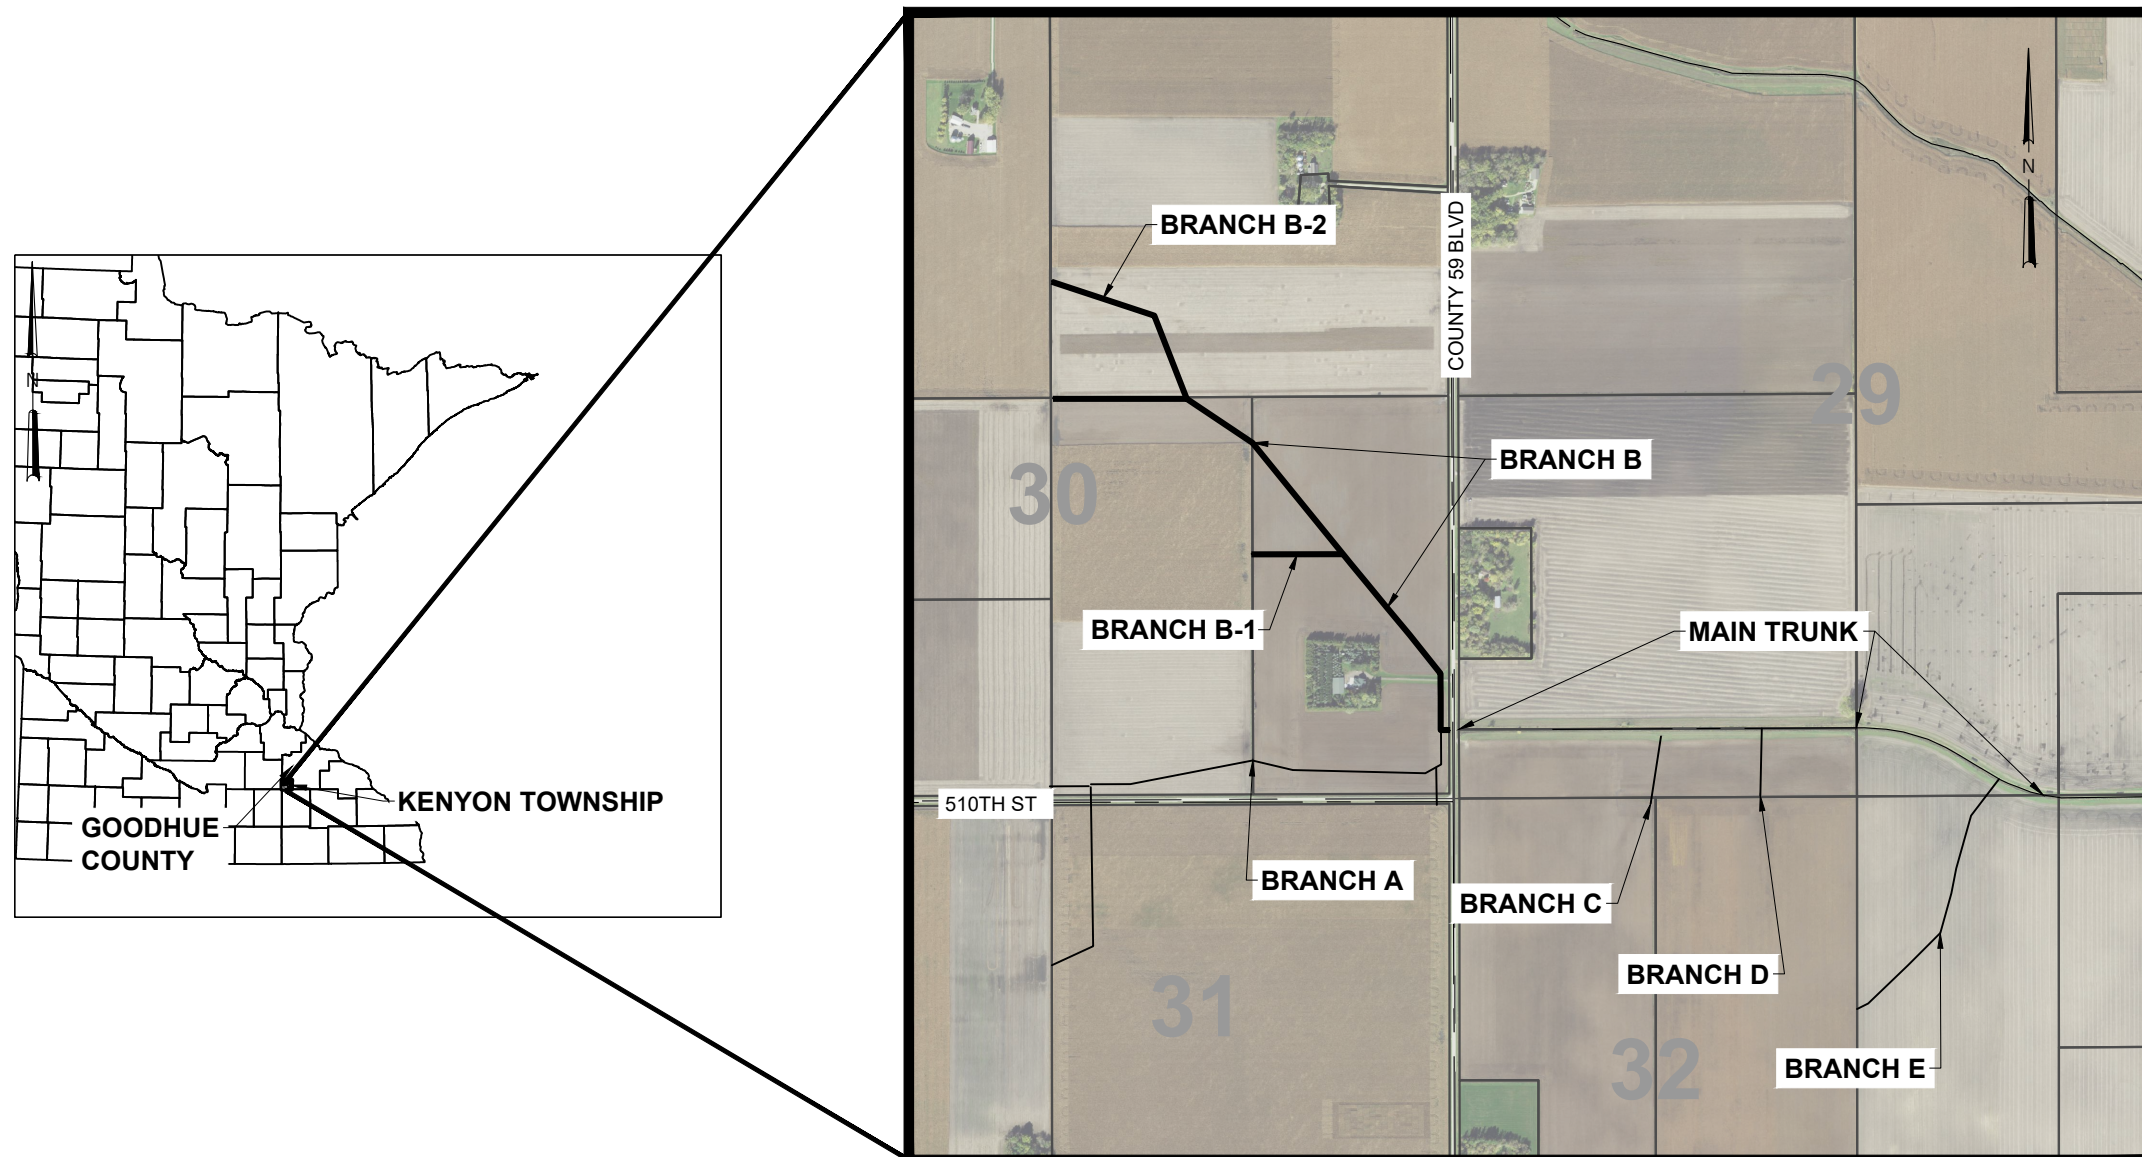 N
KENYON TOWNSHIP
GOODHUE
COUNTY
N
BRANCH B-2
COUNTY 59 BLVD
29
BRANCH B
30
BRANCH B-1
MAIN TRUNK
510TH ST
BRANCH A
BRANCH C
BRANCH D
31
32
BRANCH E